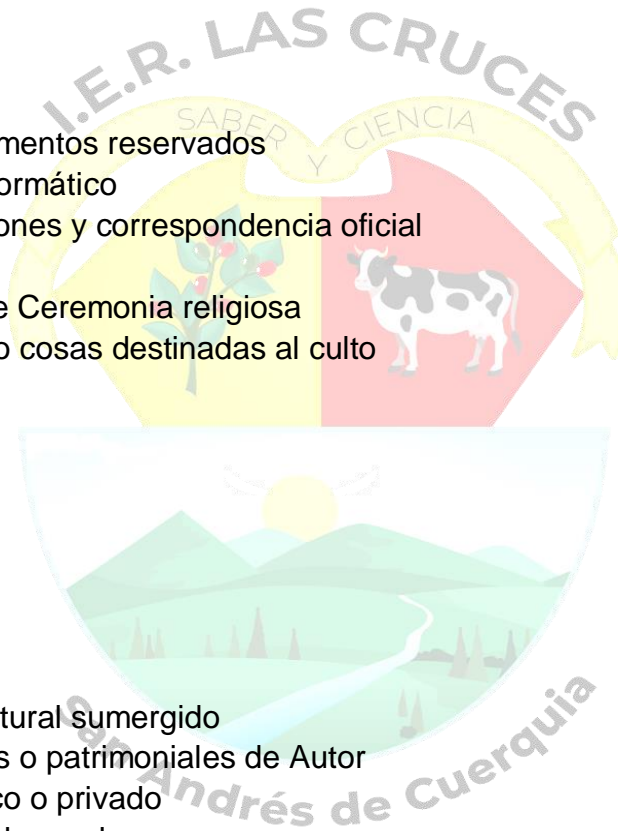 I.E.R. LAS CRUCES
SABER Y CIENCIA
mentos reservados
ormático
ones y correspondencia oficial
e Ceremonia religiosa
o cosas destinadas al culto
tural sumergido
s o patrimoniales de Autor
co o privado
San Andrés de Cuerquia